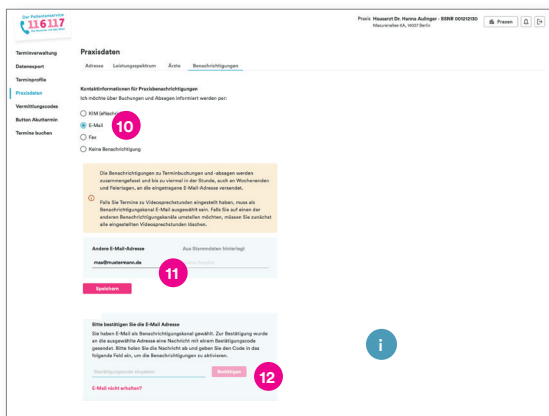 Der Patientenservice
116117
Praxis Hausarzt Dr. Hanna Aulinger - BSNR 001212130
Masurenallee 6A, 14057 Berlin
Praxen
Terminverwaltung
Datenexport
Terminprofile
Praxisdaten
Vermittlungscodes
Button Akuttermin
Termine buchen
Praxisdaten
Adresse Leistungsspektrum Ärzte Benachrichtigungen
Kontaktinformationen für Praxisbenachrichtigungen
Ich möchte über Buchungen und Absagen informiert werden per:
KIM
E-Mail
10
Fax
Keine Benachrichtigung
Die Benachrichtigungen zu Terminbuchungen und -absagen werden
zusammengefasst und bis zu viermal in der Stunde, auch an Wochenenden
und Feiertagen, an die eingetragene E-Mail-Adresse versendet.
Falls Sie Termine zu Videosprechstunden eingestellt haben, muss als
Benachrichtigungskanal E-Mail ausgewählt sein. Falls Sie auf einen der
anderen Benachrichtigungskanäle umstellen möchten, müssen Sie zunächst
alle eingestellten Videosprechstunden löschen.
Andere E-Mail-Adresse Aus Stammdaten hinterlegt
max@mustermann.de
11
Speichern
Bitte bestätigen Sie die E-Mail Adresse
Sie haben E-Mail als Benachrichtigungskanal gewählt. Zur Bestätigung wurde
an die ausgewählte Adresse eine Nachricht mit einem Bestätigungscode
gesendet. Bitte holen Sie die Nachricht ab und geben Sie den Code in das
folgende Feld ein, um die Benachrichtigungen zu aktivieren.
Bestätigungscode eingeben Bestätigen
12
E-Mail nicht erhalten?
i